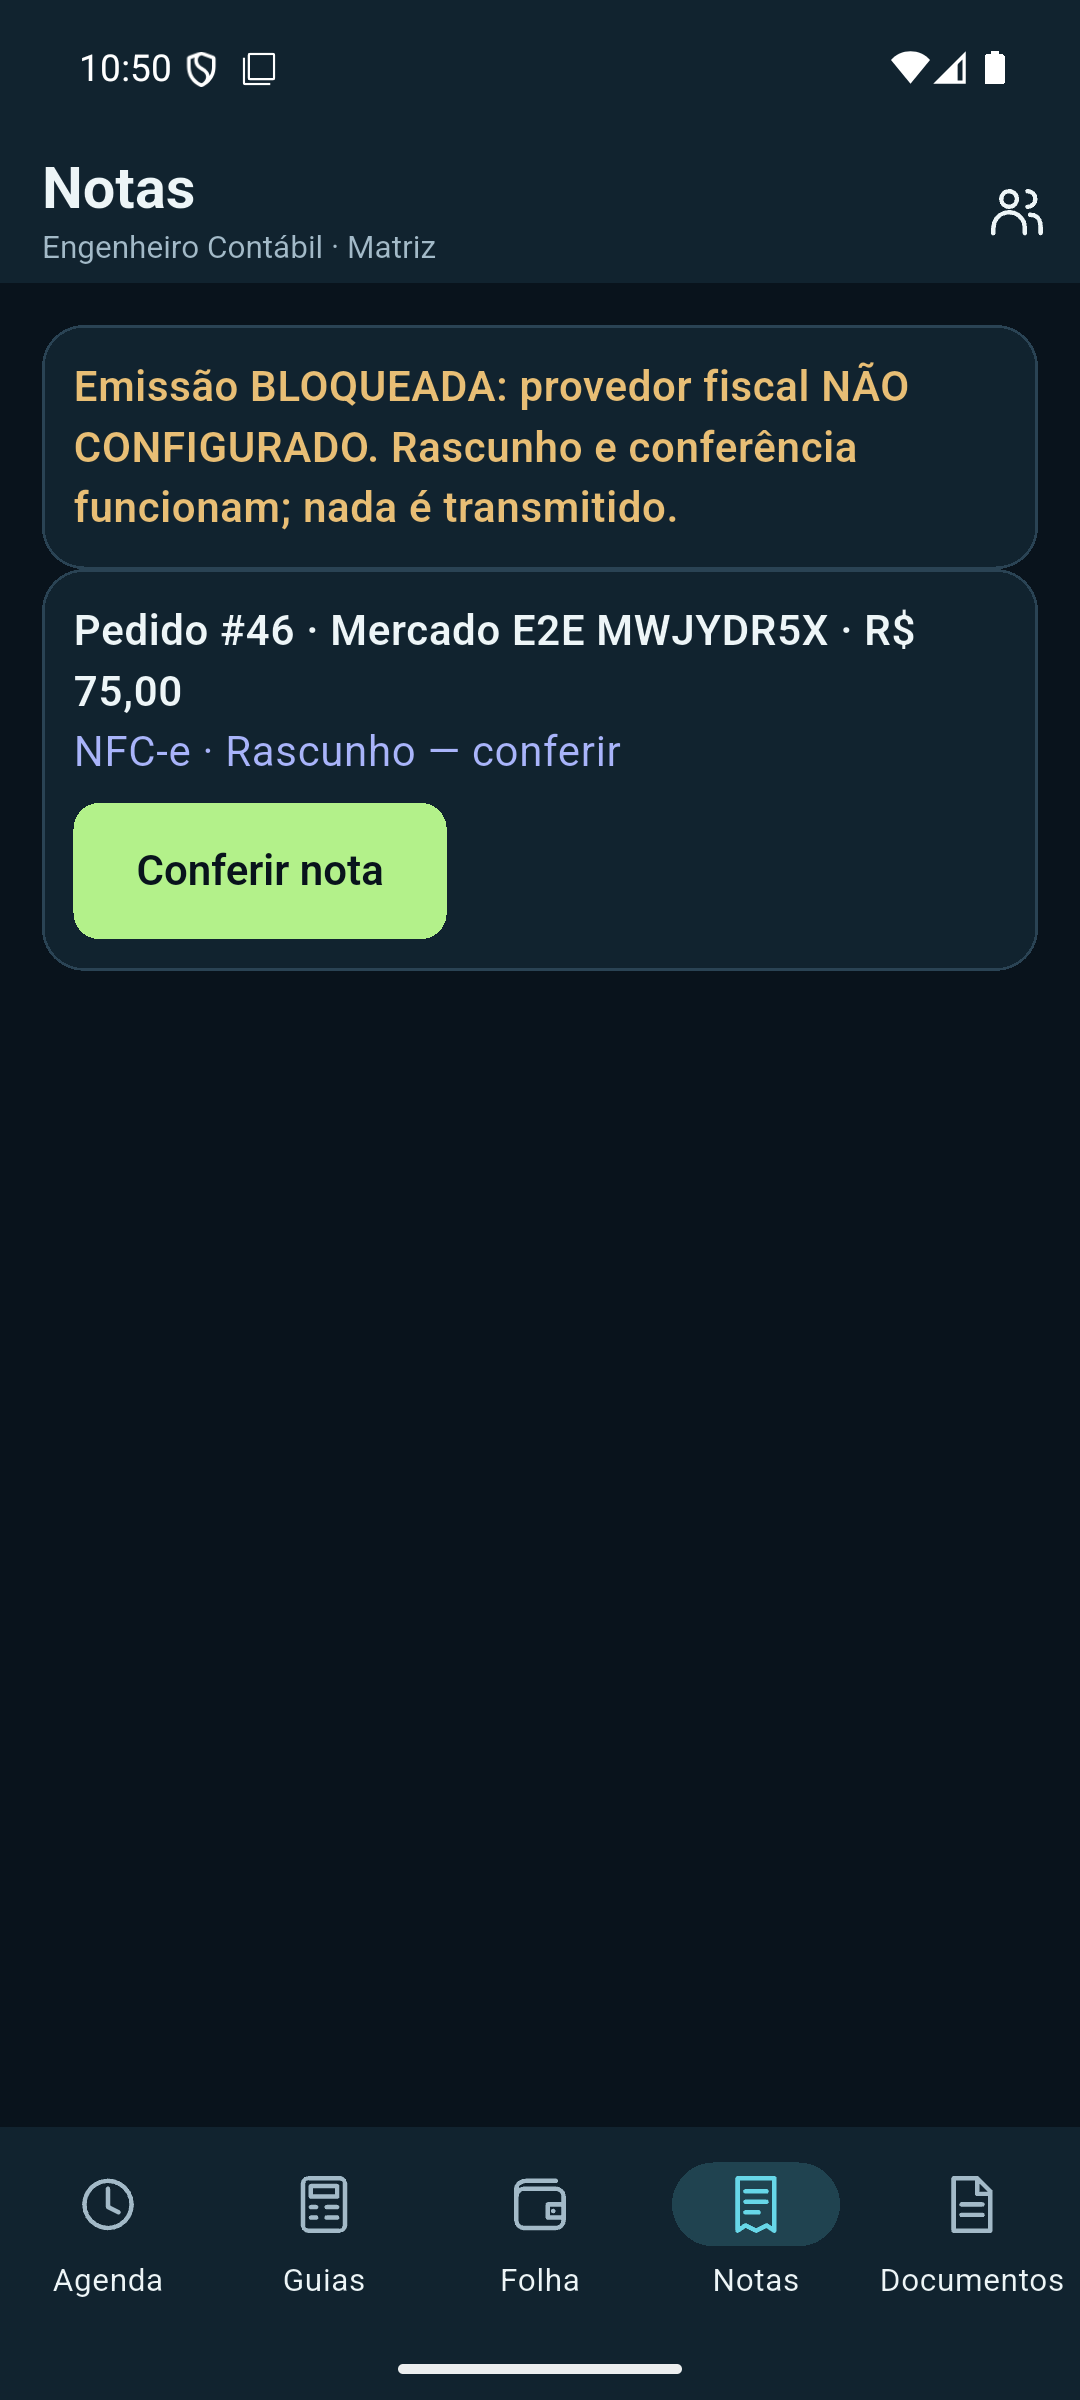 10:50
Notas
Engenheiro Contábil · Matriz
Emissão BLOQUEADA: provedor fiscal NÃO
CONFIGURADO. Rascunho e conferência
funcionam; nada é transmitido.
Pedido #46 · Mercado E2E MWJYDR5X · R$
75,00
NFC-e · Rascunho — conferir
Conferir nota
Agenda
Guias
Folha
Notas
Documentos